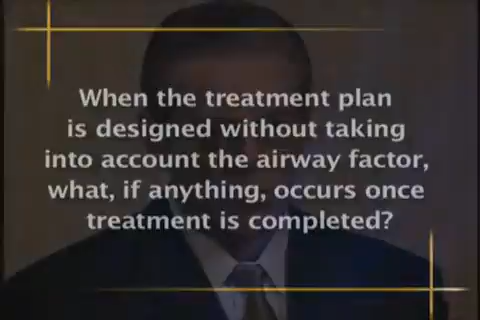 When the treatment plan
is designed without taking
into account the airway factor,
what, if anything, occurs once
treatment is completed?